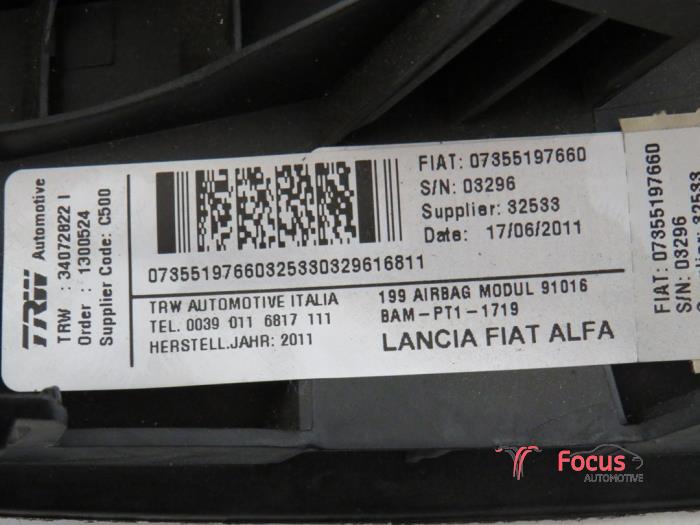 TRW Automotive
TRW : 34072822 I
Order : 1300524
Supplier Code: C500
FIAT: 07355197660
S/N: 03296
Supplier: 32533
Date: 17/06/2011
07355197660325330329616811
TRW AUTOMOTIVE ITALIA
TEL. 0039 011 6817 111
HERSTELL.JAHR: 2011
199 AIRBAG MODUL 91016
BAM-PT1-1719
LANCIA FIAT ALFA
FIAT: 07355197660
S/N: 03296
32533
Focus
AUTOMOTIVE